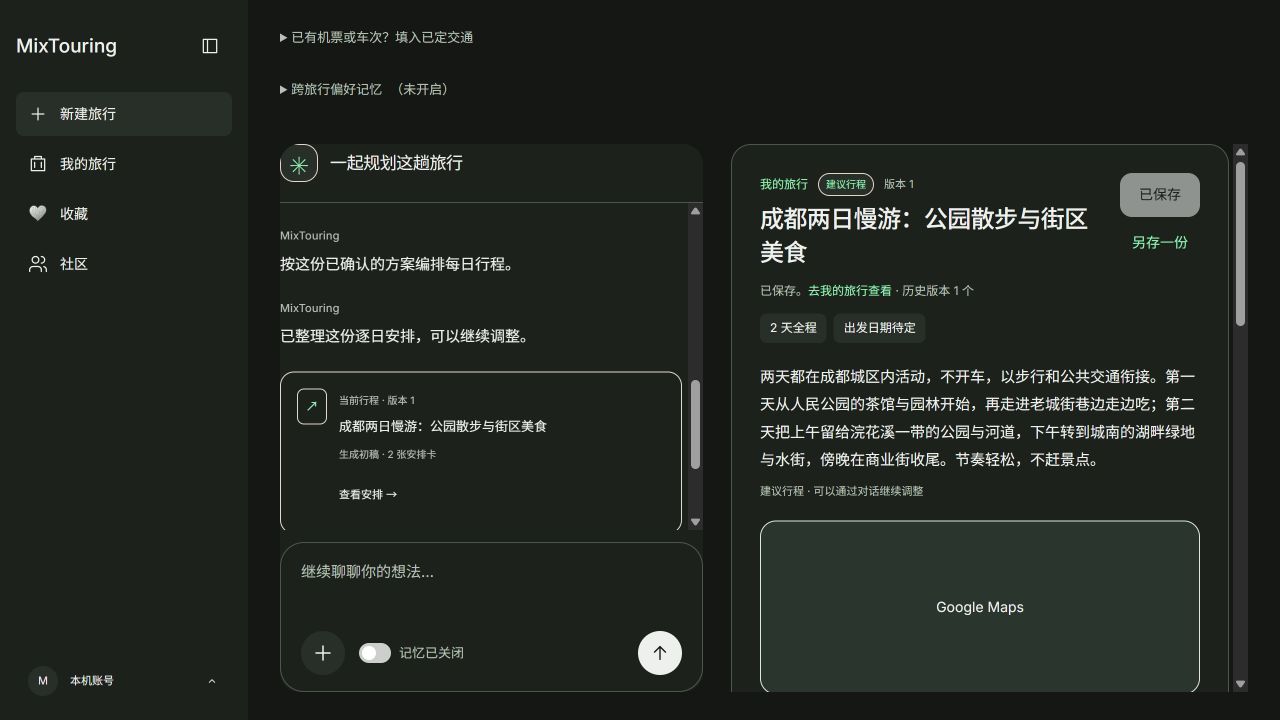 MixTouring
新建旅行
我的旅行
收藏
社区
M 本机账号
已有机票或车次？填入已定交通
跨旅行偏好记忆 （未开启）
一起规划这趟旅行
MixTouring
按这份已确认的方案编排每日行程。
MixTouring
已整理这份逐日安排，可以继续调整。
当前行程 · 版本 1
成都两日慢游：公园散步与街区美食
生成初稿 · 2 张安排卡
查看安排 →
继续聊聊你的想法...
记忆已关闭
我的旅行 建议行程 版本 1
已保存
成都两日慢游：公园散步与街区
美食
另存一份
已保存。去我的旅行查看 · 历史版本 1 个
2 天全程 出发日期待定
两天都在成都城区内活动，不开车，以步行和公共交通衔接。第一
天从人民公园的茶馆与园林开始，再走进老城街巷边走边吃；第二
天把上午留给浣花溪一带的公园与河道，下午转到城南的湖畔绿地
与水街，傍晚在商业街收尾。节奏轻松，不赶景点。
建议行程 · 可以通过对话继续调整
Google Maps